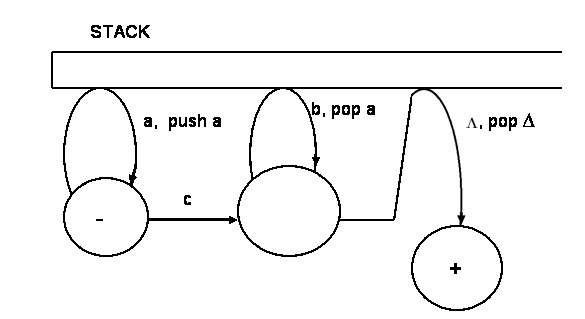 STACK
a, push a
b, pop a
Λ, pop Δ
c
-
+